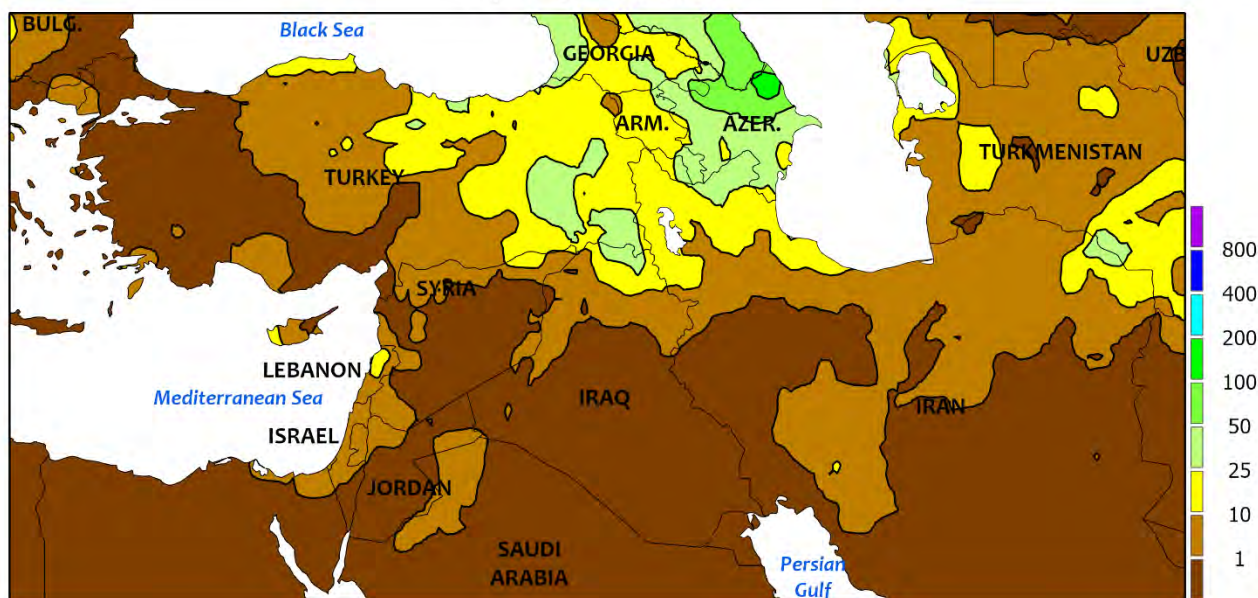 BULG.
Black Sea
GEORGIA
UZB
ARM.
AZER.
TURKMENISTAN
TURKEY
SYRIA
LEBANON
Mediterranean Sea
IRAQ
IRAN
ISRAEL
JORDAN
SAUDI
ARABIA
Persian
Gulf
800
400
200
100
50
25
10
1